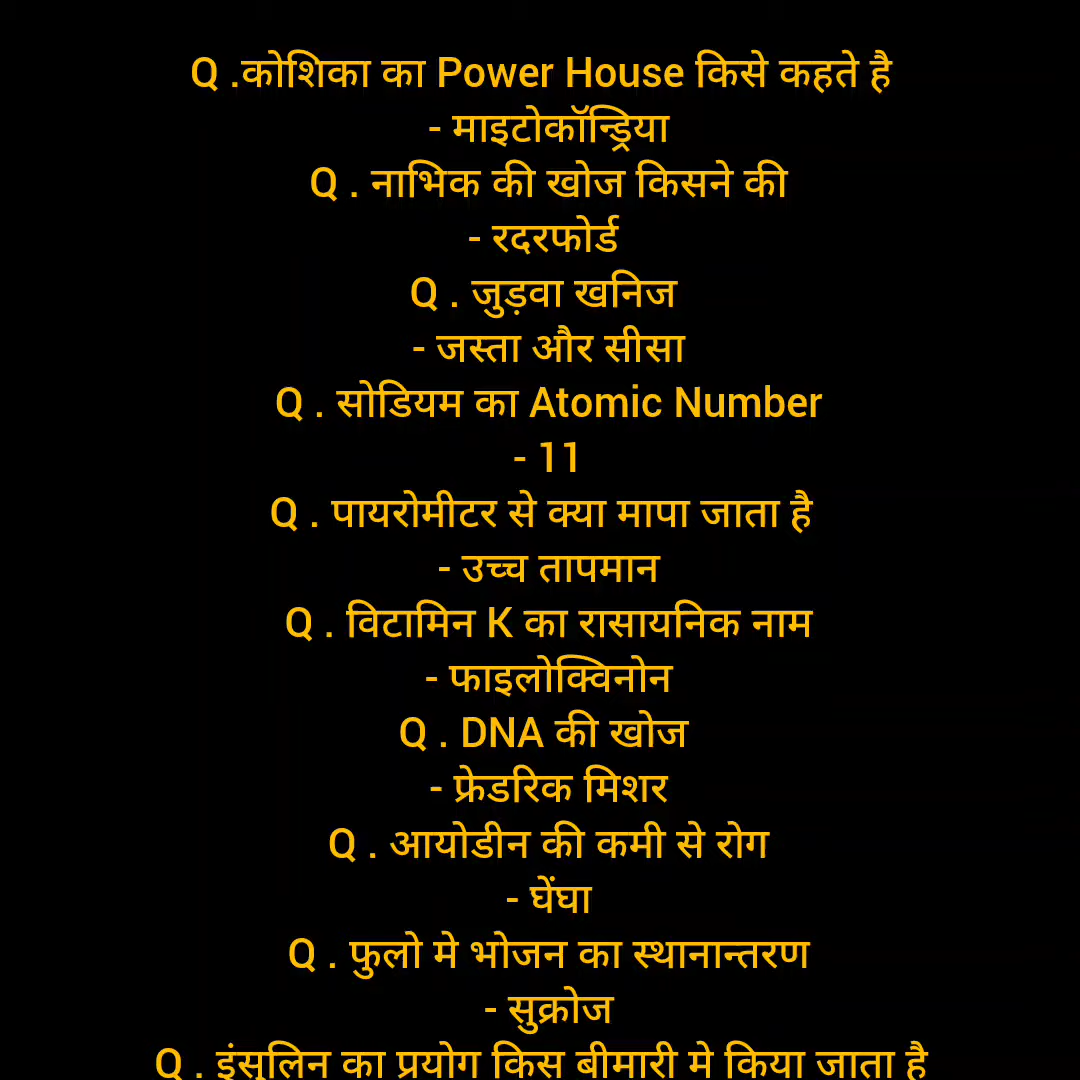 Q .कोशिका का Power House किसे कहते है
- माइटोकॉन्ड्रिया
Q . नाभिक की खोज किसने की
- रदरफोर्ड
Q . जुड़वा खनिज
- जस्ता और सीसा
Q . सोडियम का Atomic Number
- 11
Q . पायरोमीटर से क्या मापा जाता है
- उच्च तापमान
Q . विटामिन K का रासायनिक नाम
- फाइलोक्विनोन
Q . DNA की खोज
- फ्रेडरिक मिशर
Q . आयोडीन की कमी से रोग
- घेंघा
Q . फुलो मे भोजन का स्थानान्तरण
- सुक्रोज
Q . इंसुलिन का प्रयोग किस बीमारी मे किया जाता है